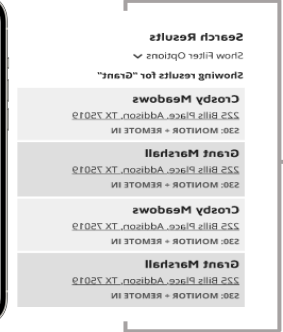 Search Results
Show Filter Options
Showing results for "Grant"
Crosby Meadows
225 Bills Place, Addison, TX 75019
S30: MONITOR + REMOTE IN
Grant Marshall
225 Bills Place, Addison, TX 75019
S30: MONITOR + REMOTE IN
Crosby Meadows
225 Bills Place, Addison, TX 75019
S30: MONITOR + REMOTE IN
Grant Marshall
225 Bills Place, Addison, TX 75019
S30: MONITOR + REMOTE IN